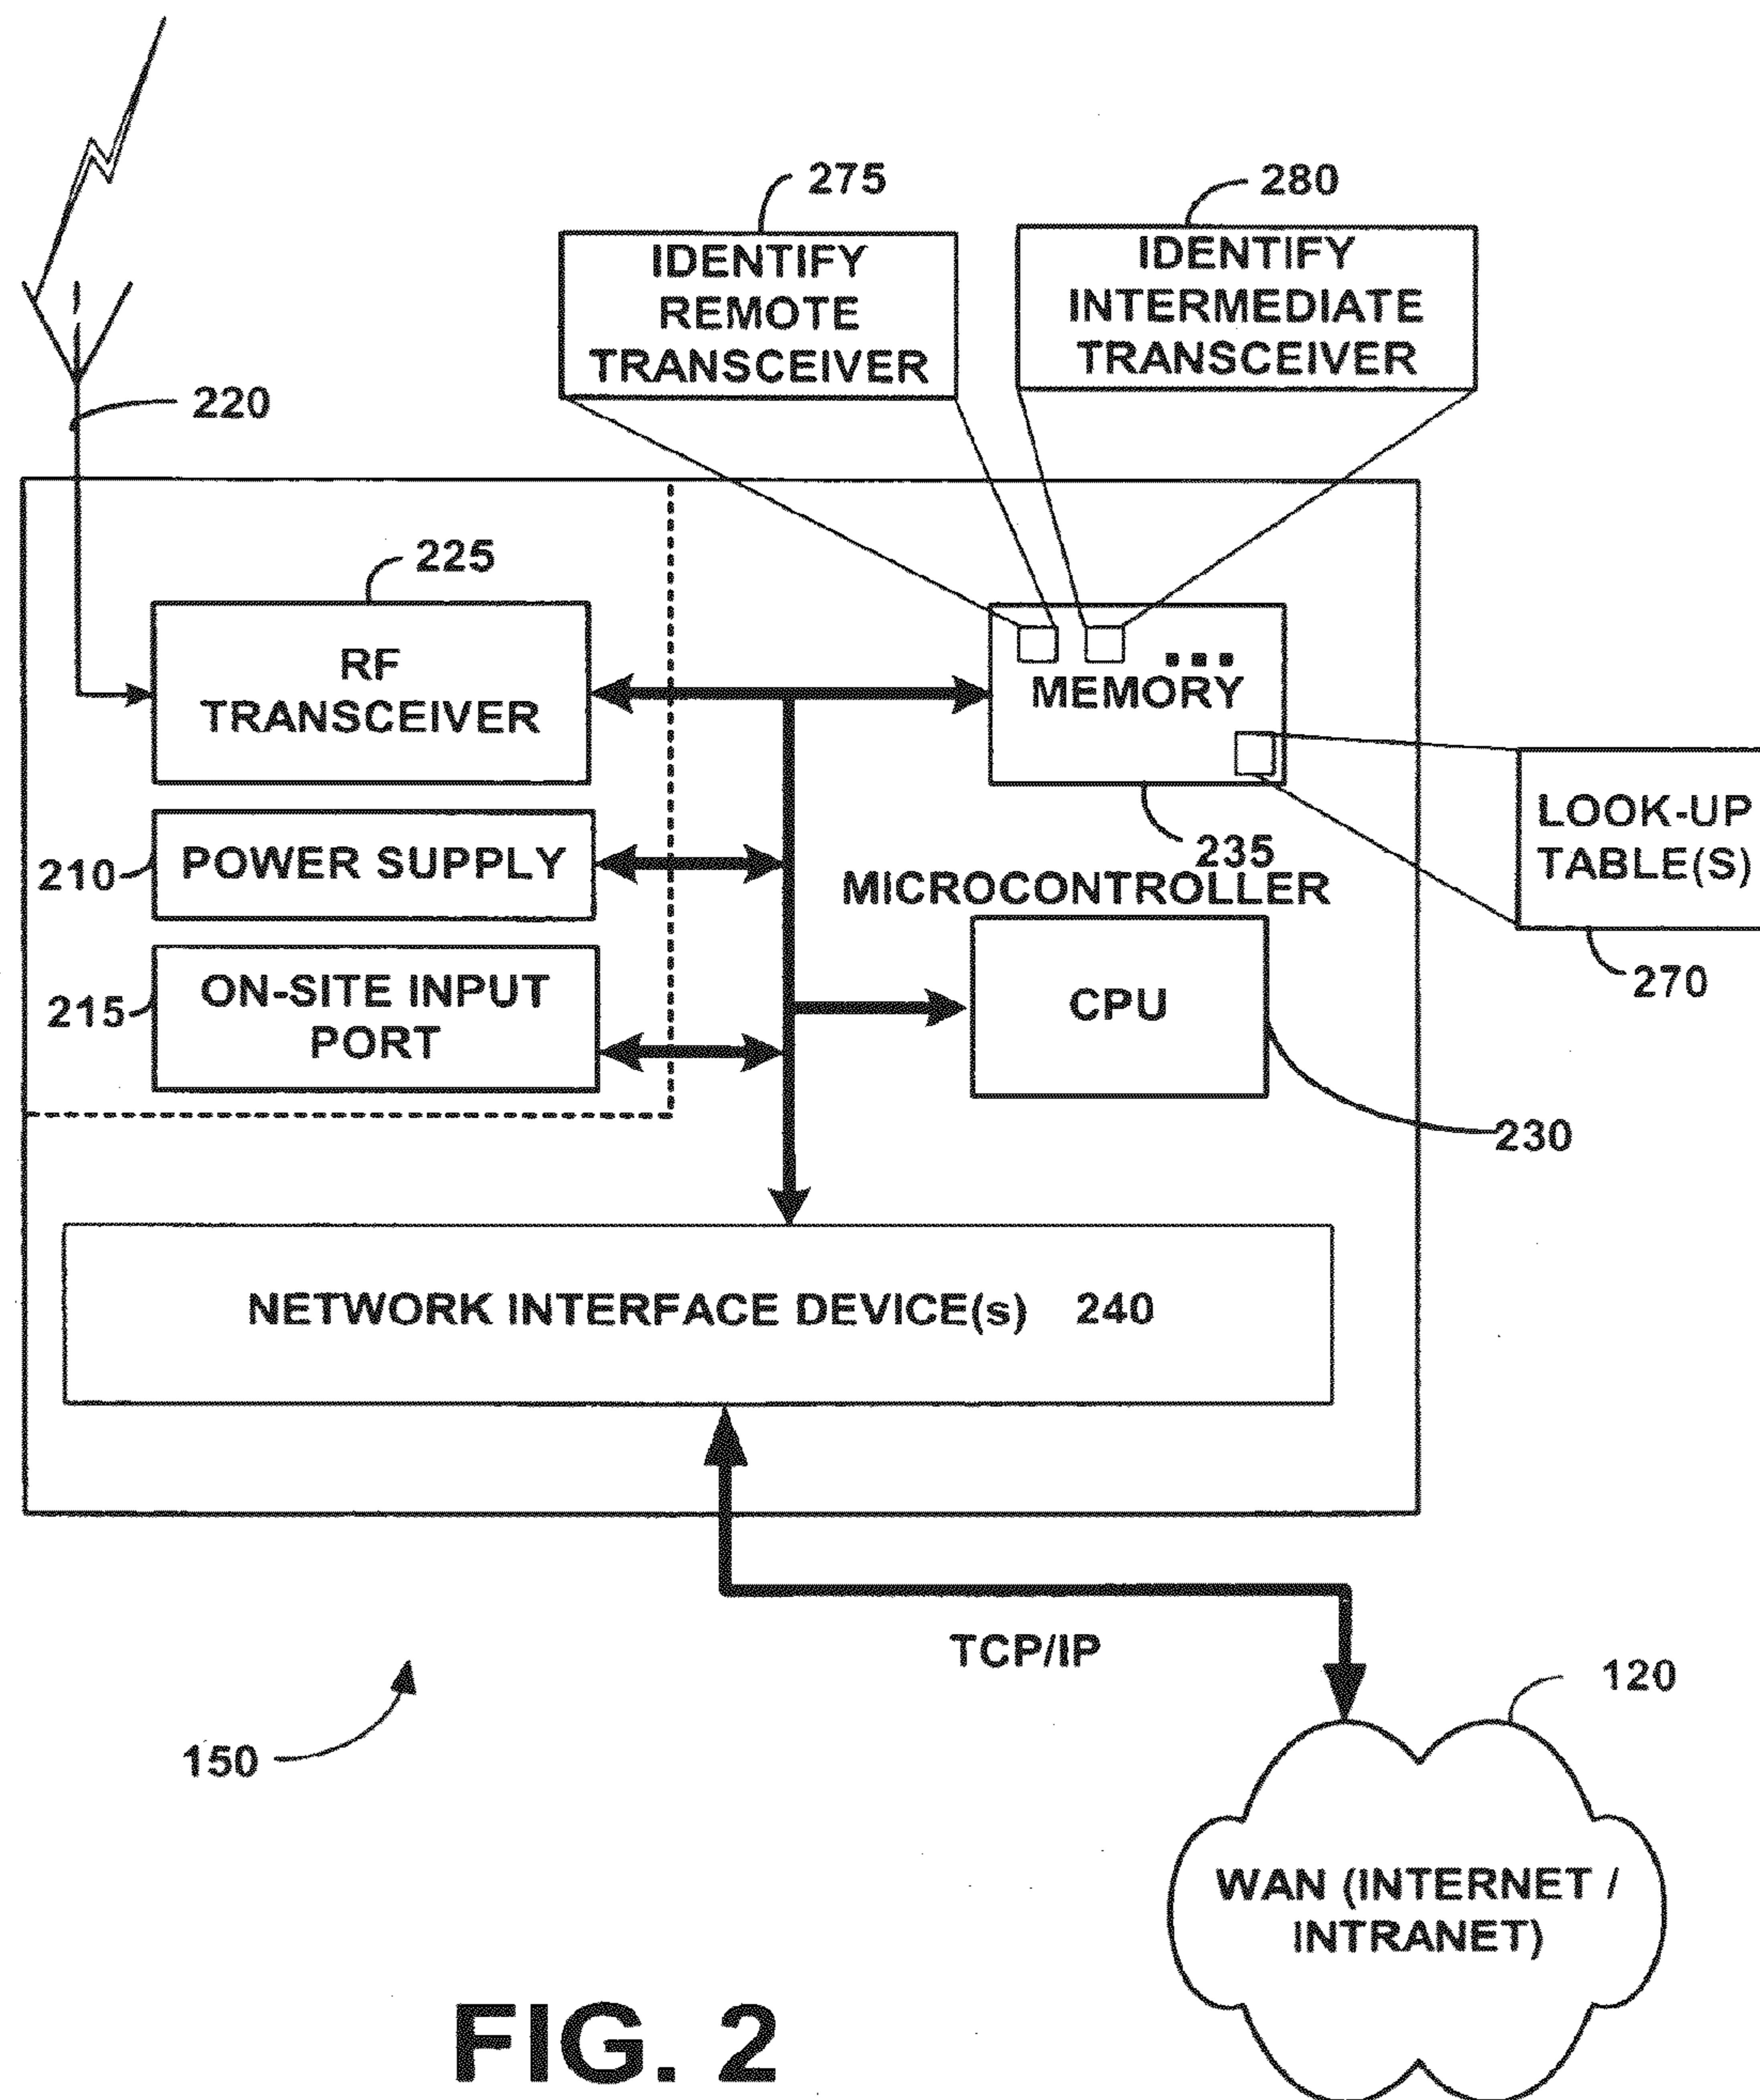 275
280
IDENTIFY
REMOTE
TRANSCEIVER
IDENTIFY
INTERMEDIATE
TRANSCEIVER
220
225
RF
TRANSCEIVER
MEMORY
235
LOOK-UP
TABLE(S)
270
210
POWER SUPPLY
MICROCONTROLLER
215
ON-SITE INPUT
PORT
CPU
230
NETWORK INTERFACE DEVICE(s) 240
TCP/IP
150
120
WAN (INTERNET /
INTRANET)
FIG. 2